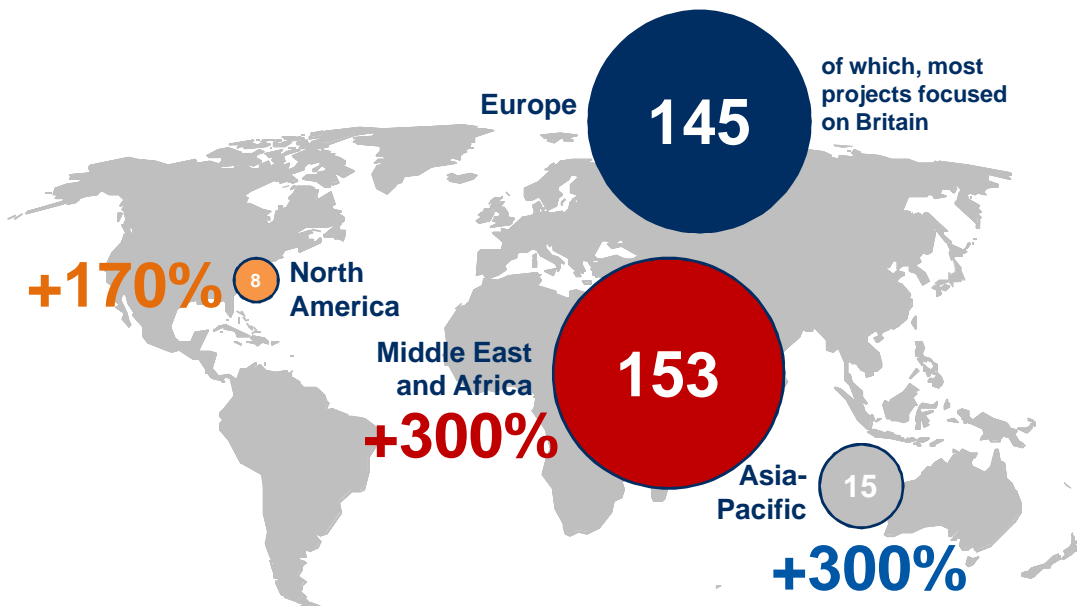 Europe
145
of which, most
projects focused
on Britain
+170%
8
North
America
Middle East
and Africa
+300%
153
Asia-
Pacific
15
+300%